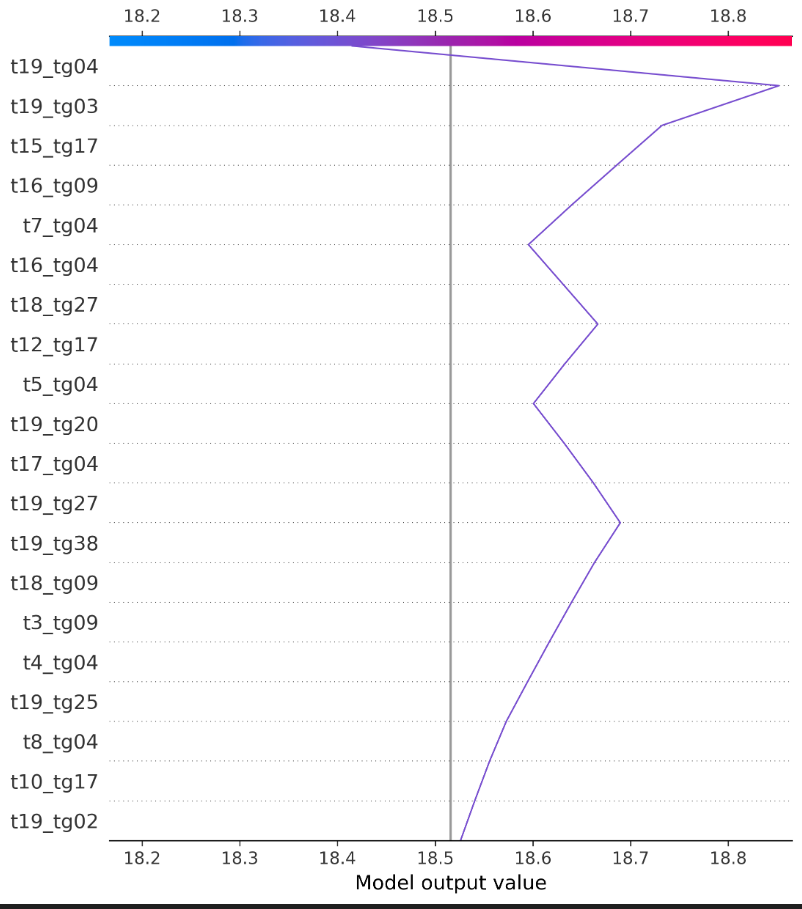 18.2 18.3 18.4 18.5 18.6 18.7 18.8
t19_tg04
t19_tg03
t15_tg17
t16_tg09
t7_tg04
t16_tg04
t18_tg27
t12_tg17
t5_tg04
t19_tg20
t17_tg04
t19_tg27
t19_tg38
t18_tg09
t3_tg09
t4_tg04
t19_tg25
t8_tg04
t10_tg17
t19_tg02
18.2 18.3 18.4 18.5 18.6 18.7 18.8
Model output value